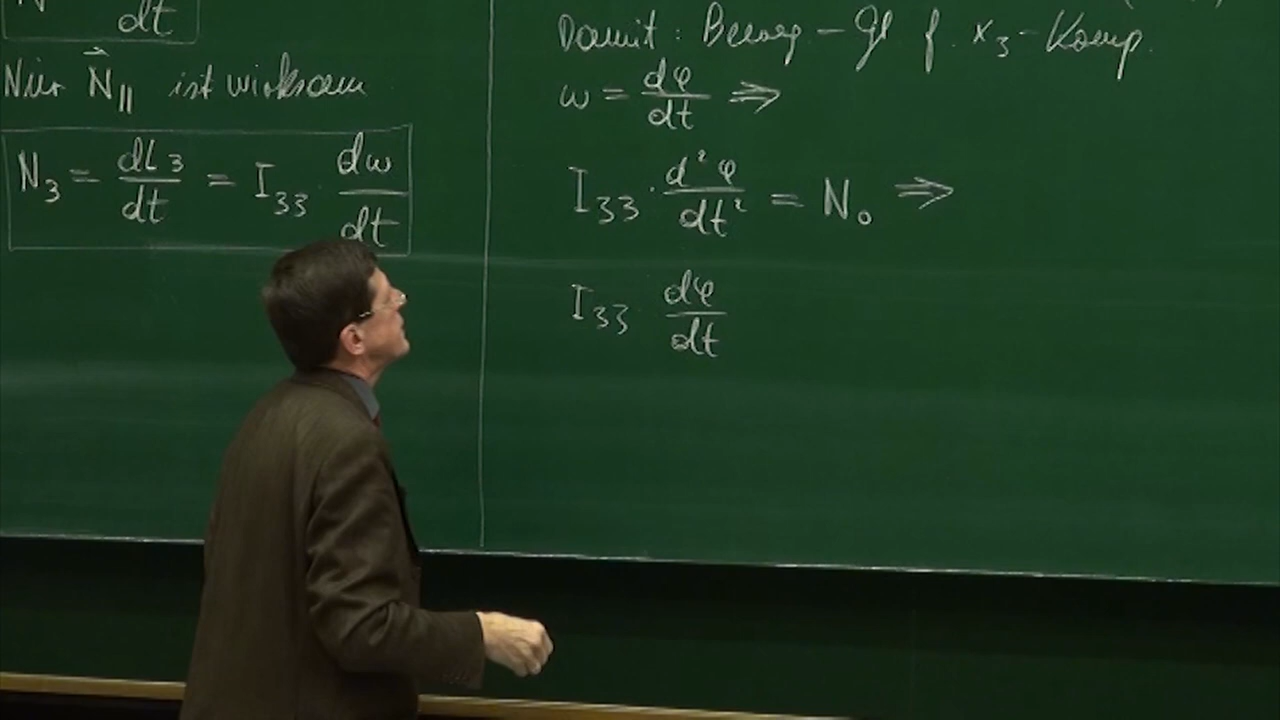 N dt
Nur N⃗|| ist wirksam
N₃ = dL₃/dt = I₃₃ · dω/dt
Damit : Beweg – Gl f. x₃ – Komp.
ω = dφ/dt ⇒
I₃₃ · d²φ/dt² = N₀ ⇒
I₃₃ dφ/dt